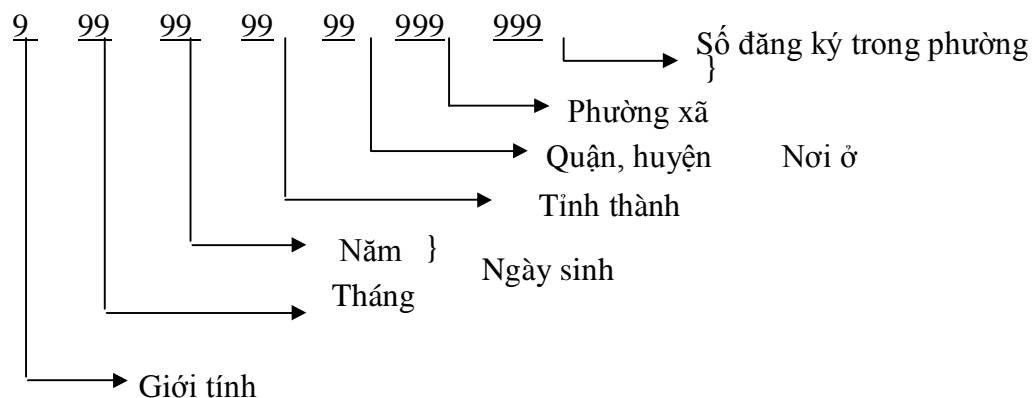 9 99 99 99 99 999 999
Số đăng ký trong phường
}
Phường xã
Quận, huyện Nơi ở
Tỉnh thành
Năm }
Ngày sinh
Tháng
Giới tính